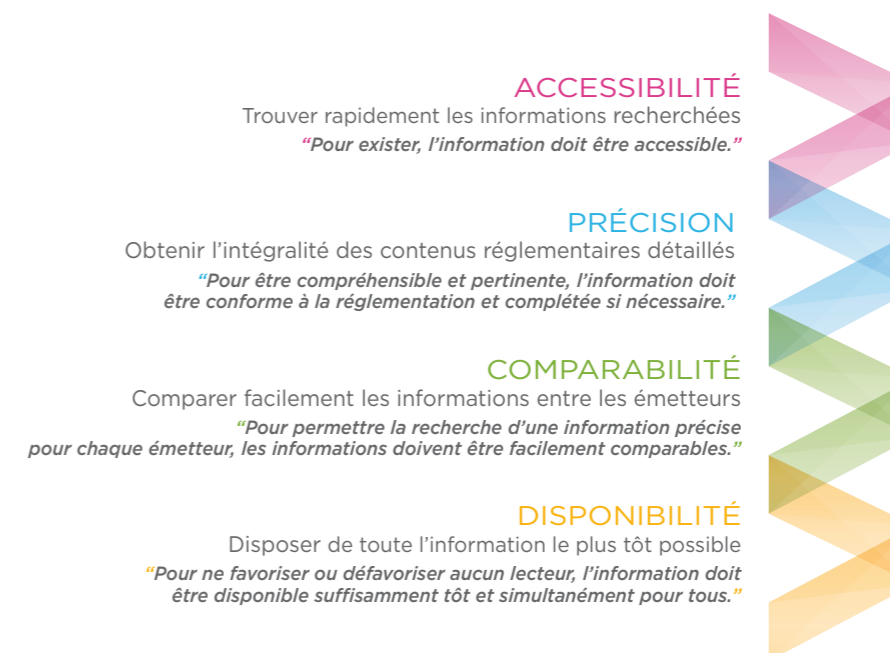 ACCESSIBILITÉ
Trouver rapidement les informations recherchées
“Pour exister, l’information doit être accessible.”
PRÉCISION
Obtenir l’intégralité des contenus réglementaires détaillés
“Pour être compréhensible et pertinente, l’information doit
être conforme à la réglementation et complétée si nécessaire.”
COMPARABILITÉ
Comparer facilement les informations entre les émetteurs
“Pour permettre la recherche d’une information précise
pour chaque émetteur, les informations doivent être facilement comparables.”
DISPONIBILITÉ
Disposer de toute l’information le plus tôt possible
“Pour ne favoriser ou défavoriser aucun lecteur, l’information doit
être disponible suffisamment tôt et simultanément pour tous.”